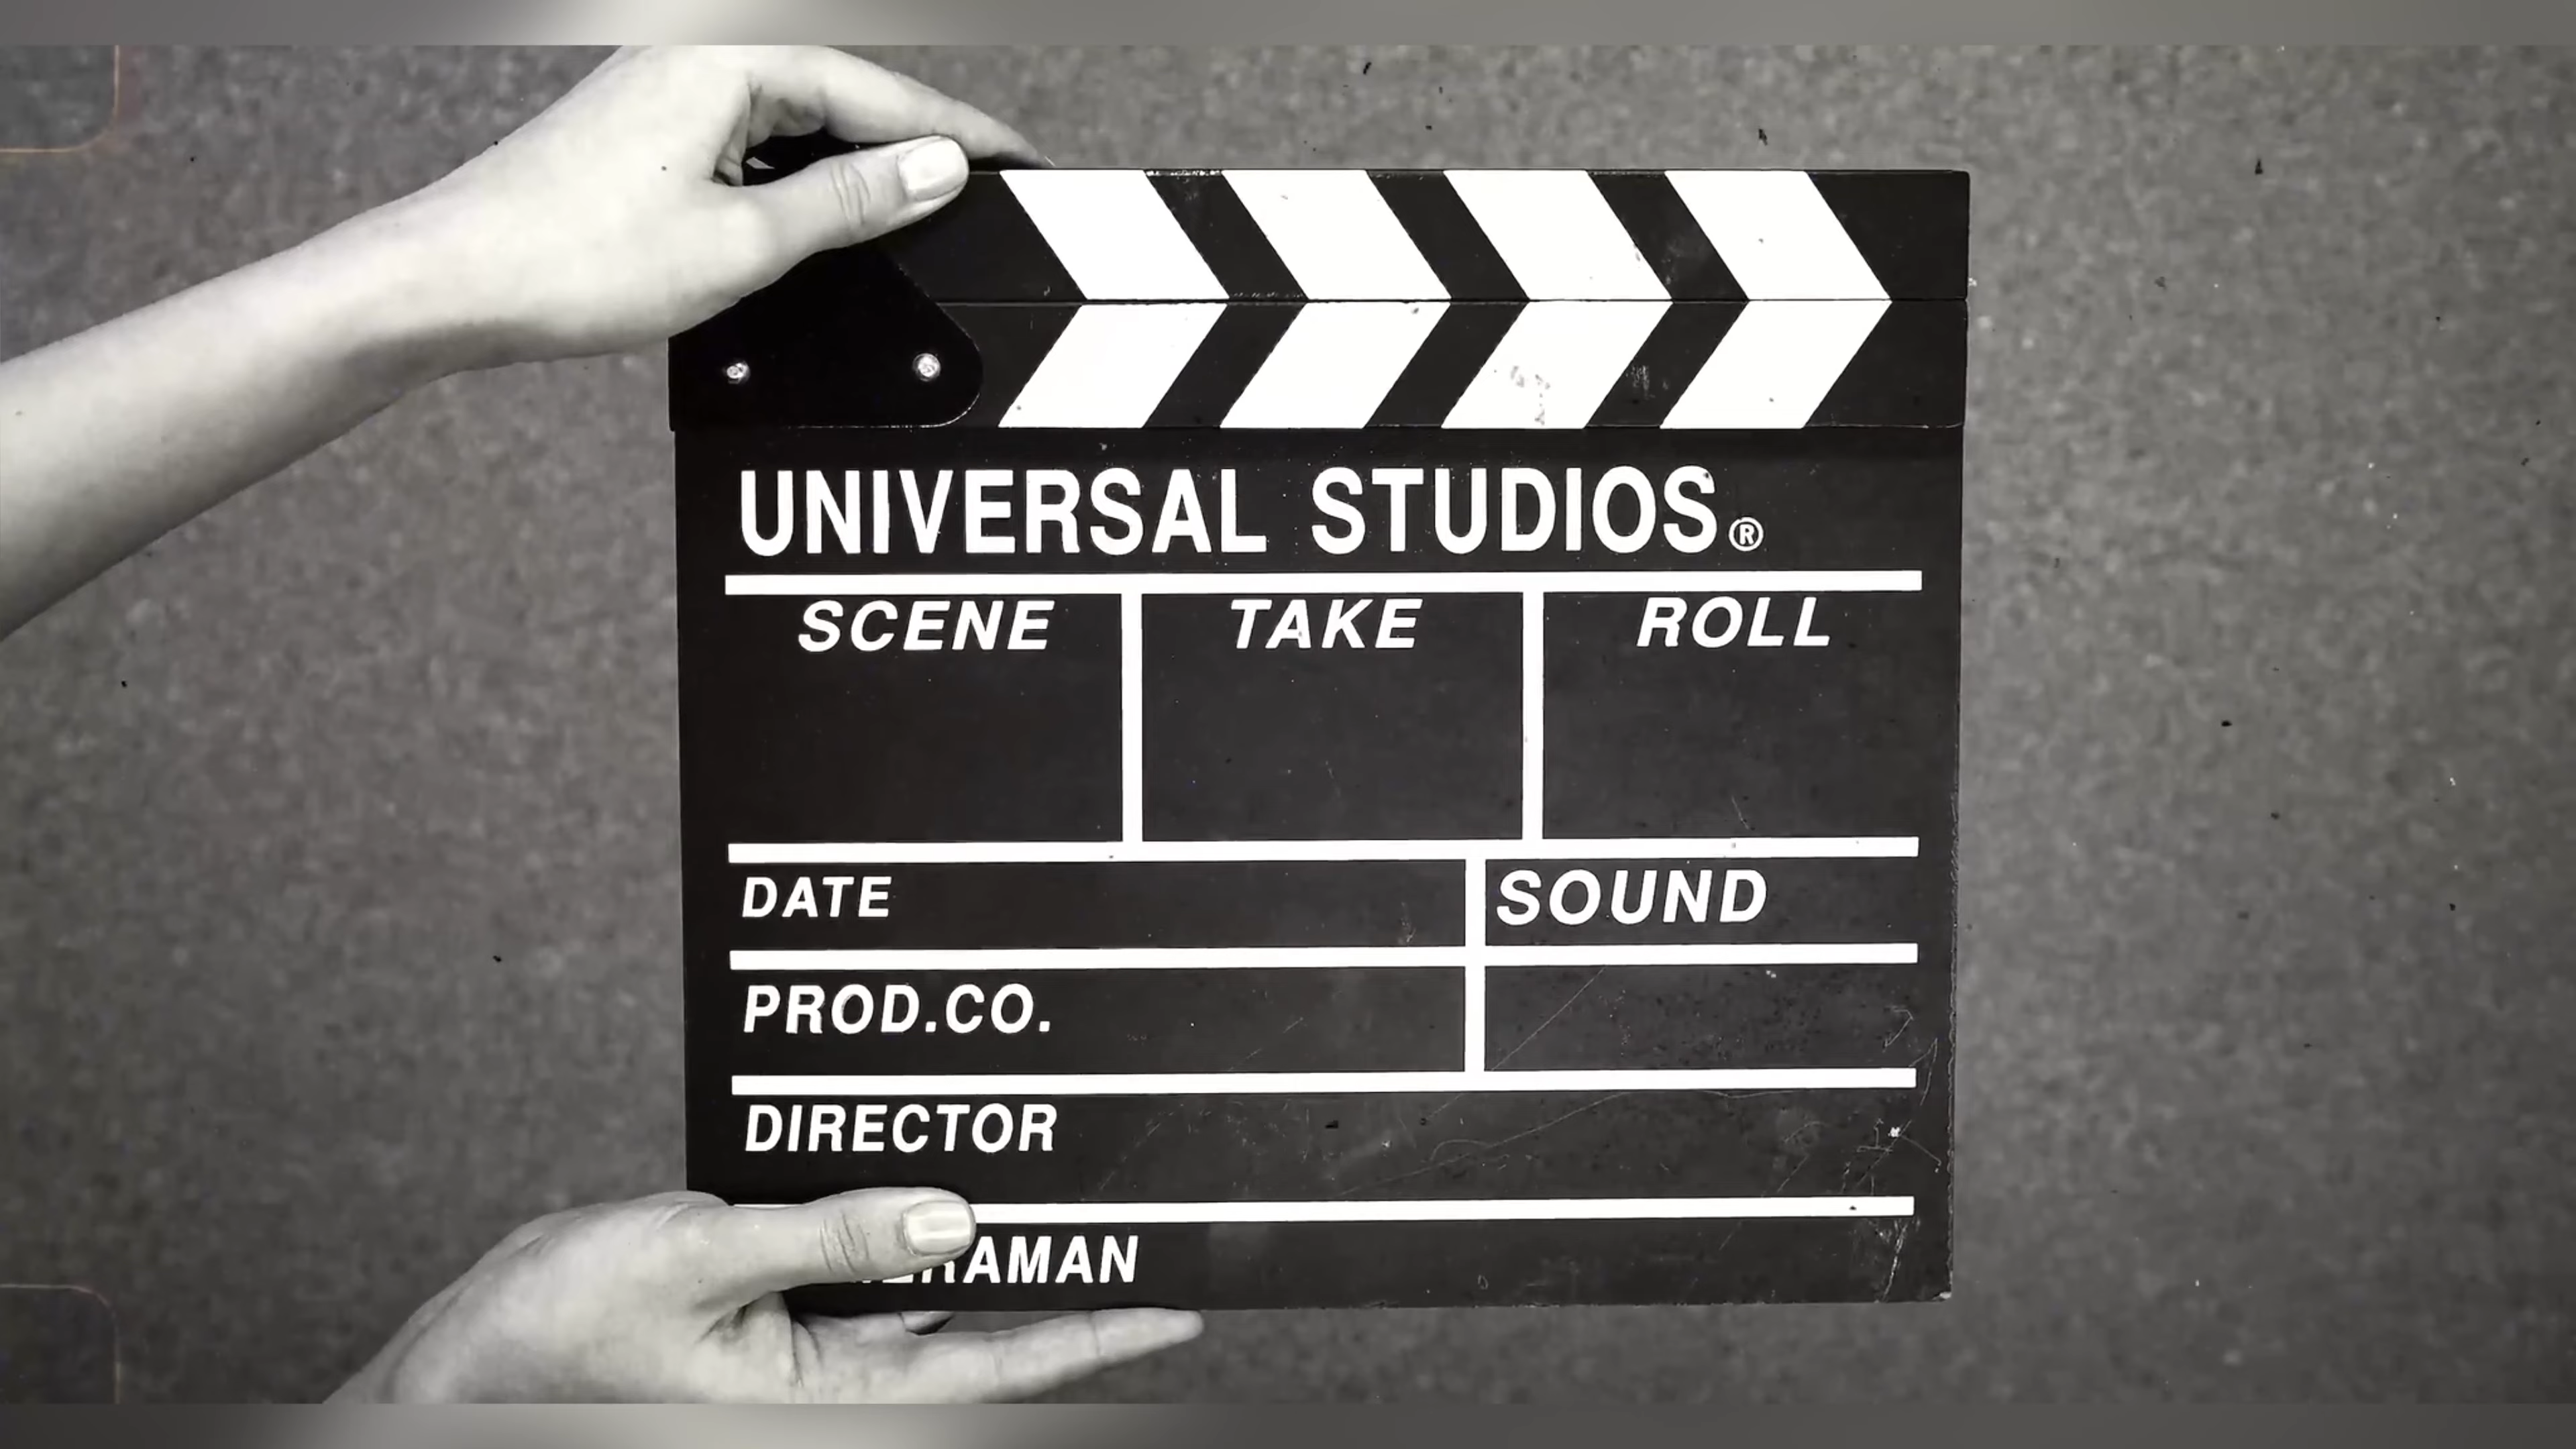 UNIVERSAL STUDIOS®
SCENE TAKE ROLL
DATE SOUND
PROD.CO.
DIRECTOR